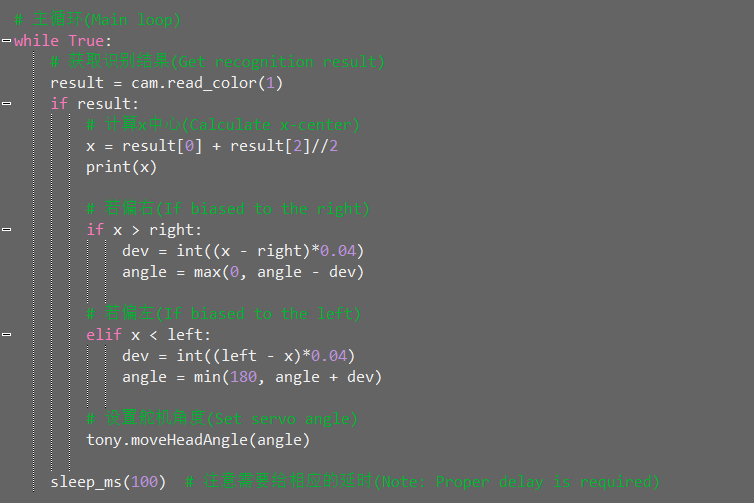 # 主循环(Main loop)
while True:
    # 获取识别结果(Get recognition result)
    result = cam.read_color(1)
    if result:
        # 计算x中心(Calculate x-center)
        x = result[0] + result[2]//2
        print(x)
        # 若偏右(If biased to the right)
        if x > right:
            dev = int((x - right)*0.04)
            angle = max(0, angle - dev)
        # 若偏左(If biased to the left)
        elif x < left:
            dev = int((left - x)*0.04)
            angle = min(180, angle + dev)
        # 设置舵机角度(Set servo angle)
        tony.moveHeadAngle(angle)
    sleep_ms(100)  # 注意需要给相应的延时(Note: Proper delay is required)